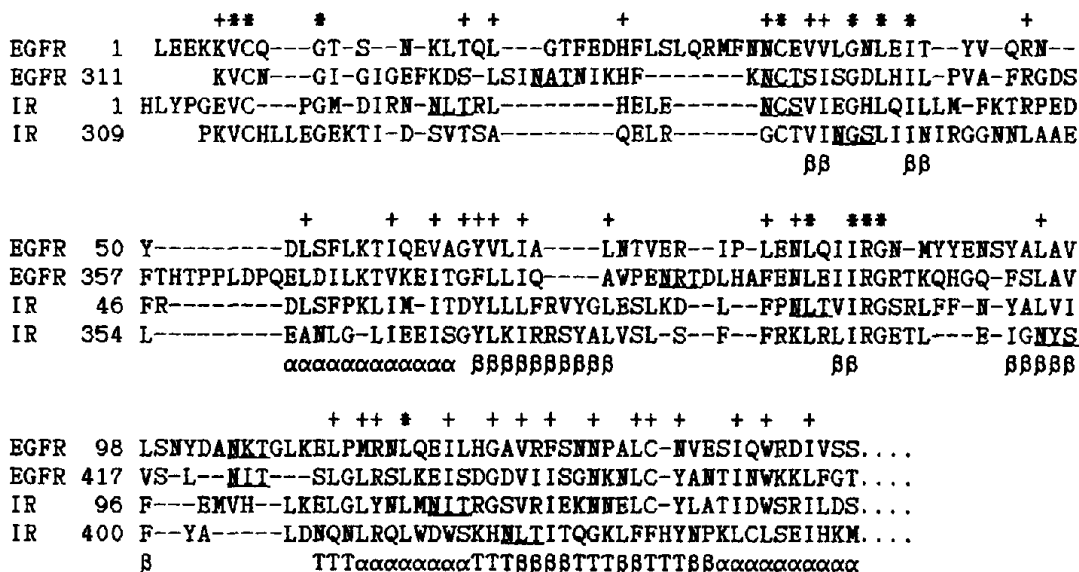 +**    *        + +       +        +*++ * * *      +
EGFR 1 LEEKKVCQ---GT-S--N-KLTQL---GTFEDHFLSLQRMFNNCEVVLGNLEIT--YV-QRN--
EGFR 311 KVCN---GI-GIGEFKDS-LSINATNIKHF-------KNCTSISGDLHIL-PVA-FRGDS
IR 1 HLYPGEVC---PGM-DIRN-NLTRL-------HELE------NCSVIEGHLQILLM-FKTRPED
IR 309 PKVCHLLEGEKTI-D-SVTSA-------QELR------GCTVINGSLIINIRGGNNLAAE
ββ ββ
+ + + +++ + + + +* *** +
EGFR 50 Y---------DLSFLKTIQEVAGYVLIA----LNTVER--IP-LENLQIIRGN-MYYENSYALAV
EGFR 357 FTHTPPLDPQELDILKTVKEITGFLLIQ----AWPENRTDLHAFENLEIIRGRTKQHGQ-FSLAV
IR 46 FR-------DLSFPKLIM-ITDYLLLFRVYGLESLKD--L--FPNLTVIRGSRLFF-N-YALVI
IR 354 L--------EANLG-LIEEISGYLKIRRSYALVSL-S--F--FRKLRLIRGETL---E-IGNYS
αααααααααααα ββββββββββ ββ βββββ
+ ++ * + + + + ++ + + + +
EGFR 98 LSNYDANKTGLKELPMRNLQEILHGAVRFSNNPALC-NVESIQWRDIVSS....
EGFR 417 VS-L--NIT---SLGLRSLKEISDGDVIISGNKNLC-YANTINWKKLFGT
IR 96 F---EMVH--LKELGLYNLMNITRGSVRIEKNNELC-YLATIDWSRILDS
IR 400 F--YA----LDNQNLRQLWDWSKHNLTITQGKLFFHYNPKLCLSEIHKM....
β TTTααααααααTTTββββTTTββTTTββαααααααααα